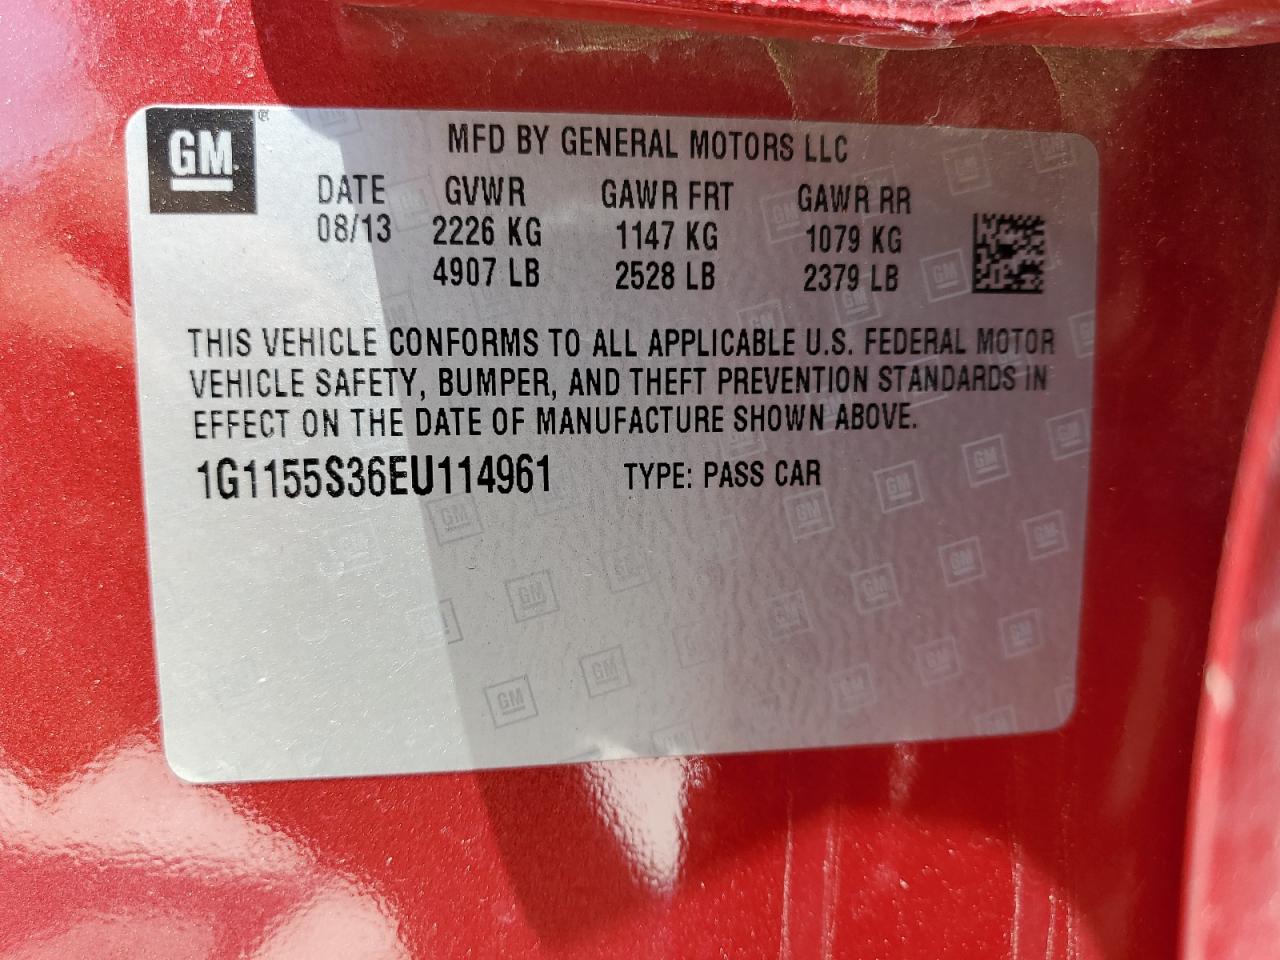 GM
MFD BY GENERAL MOTORS LLC
DATE GVWR GAWR FRT GAWR RR
08/13 2226 KG 1147 KG 1079 KG
4907 LB 2528 LB 2379 LB
THIS VEHICLE CONFORMS TO ALL APPLICABLE U.S. FEDERAL MOTOR
VEHICLE SAFETY, BUMPER, AND THEFT PREVENTION STANDARDS IN
EFFECT ON THE DATE OF MANUFACTURE SHOWN ABOVE.
1G1155S36EU114961 TYPE: PASS CAR